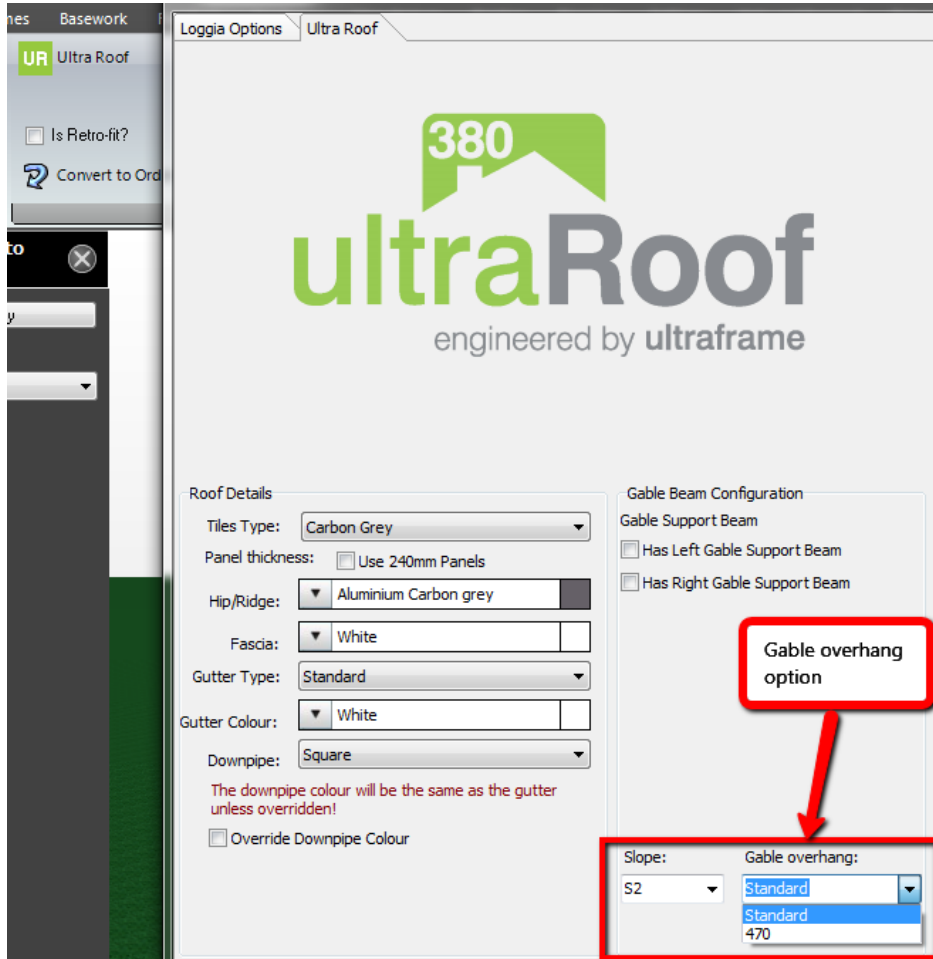 nes Basework
Loggia Options Ultra Roof
UR Ultra Roof
Is Retro-fit?
Convert to Ord
to
y
380
ultraRoof
engineered by ultraframe
Roof Details
Tiles Type: Carbon Grey
Panel thickness: Use 240mm Panels
Hip/Ridge: Aluminium Carbon grey
Fascia: White
Gutter Type: Standard
Gutter Colour: White
Downpipe: Square
The downpipe colour will be the same as the gutter
unless overridden!
Override Downpipe Colour
Gable Beam Configuration
Gable Support Beam
Has Left Gable Support Beam
Has Right Gable Support Beam
Gable overhang
option
Slope: Gable overhang:
S2 Standard
Standard
470